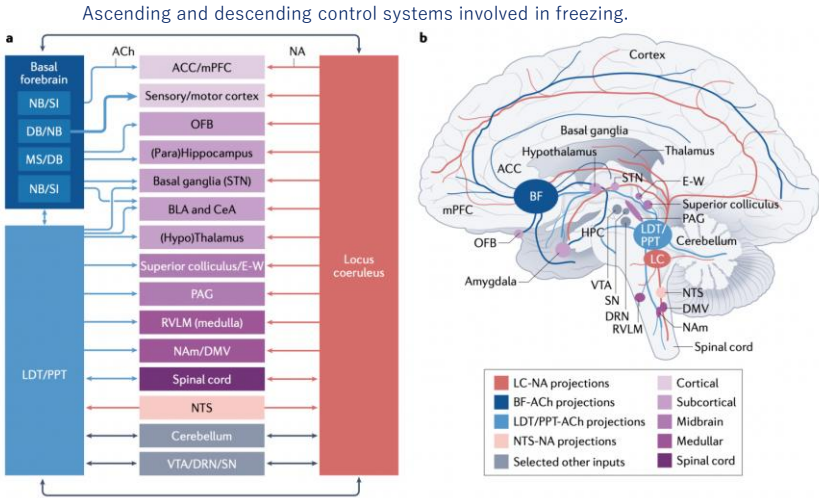 Ascending and descending control systems involved in freezing.
a
ACh
NA
Basal
forebrain
NB/SI
DB/NB
MS/DB
NB/SI
LDT/PPT
ACC/mPFC
Sensory/motor cortex
OFB
(Para)Hippocampus
Basal ganglia (STN)
BLA and CeA
(Hypo)Thalamus
Superior colliculus/E-W
PAG
RVLM (medulla)
NAm/DMV
Spinal cord
NTS
Cerebellum
VTA/DRN/SN
Locus
coeruleus
b
Cortex
Basal ganglia
Hypothalamus
Thalamus
ACC
STN
E-W
BF
Superior colliculus
mPFC
PAG
LDT/
PPT
HPC
Cerebellum
OFB
LC
Amygdala
VTA
SN
DRN
RVLM
NTS
DMV
NAm
Spinal cord
LC-NA projections
BF-ACh projections
LDT/PPT-ACh projections
NTS-NA projections
Selected other inputs
Cortical
Subcortical
Midbrain
Medullar
Spinal cord